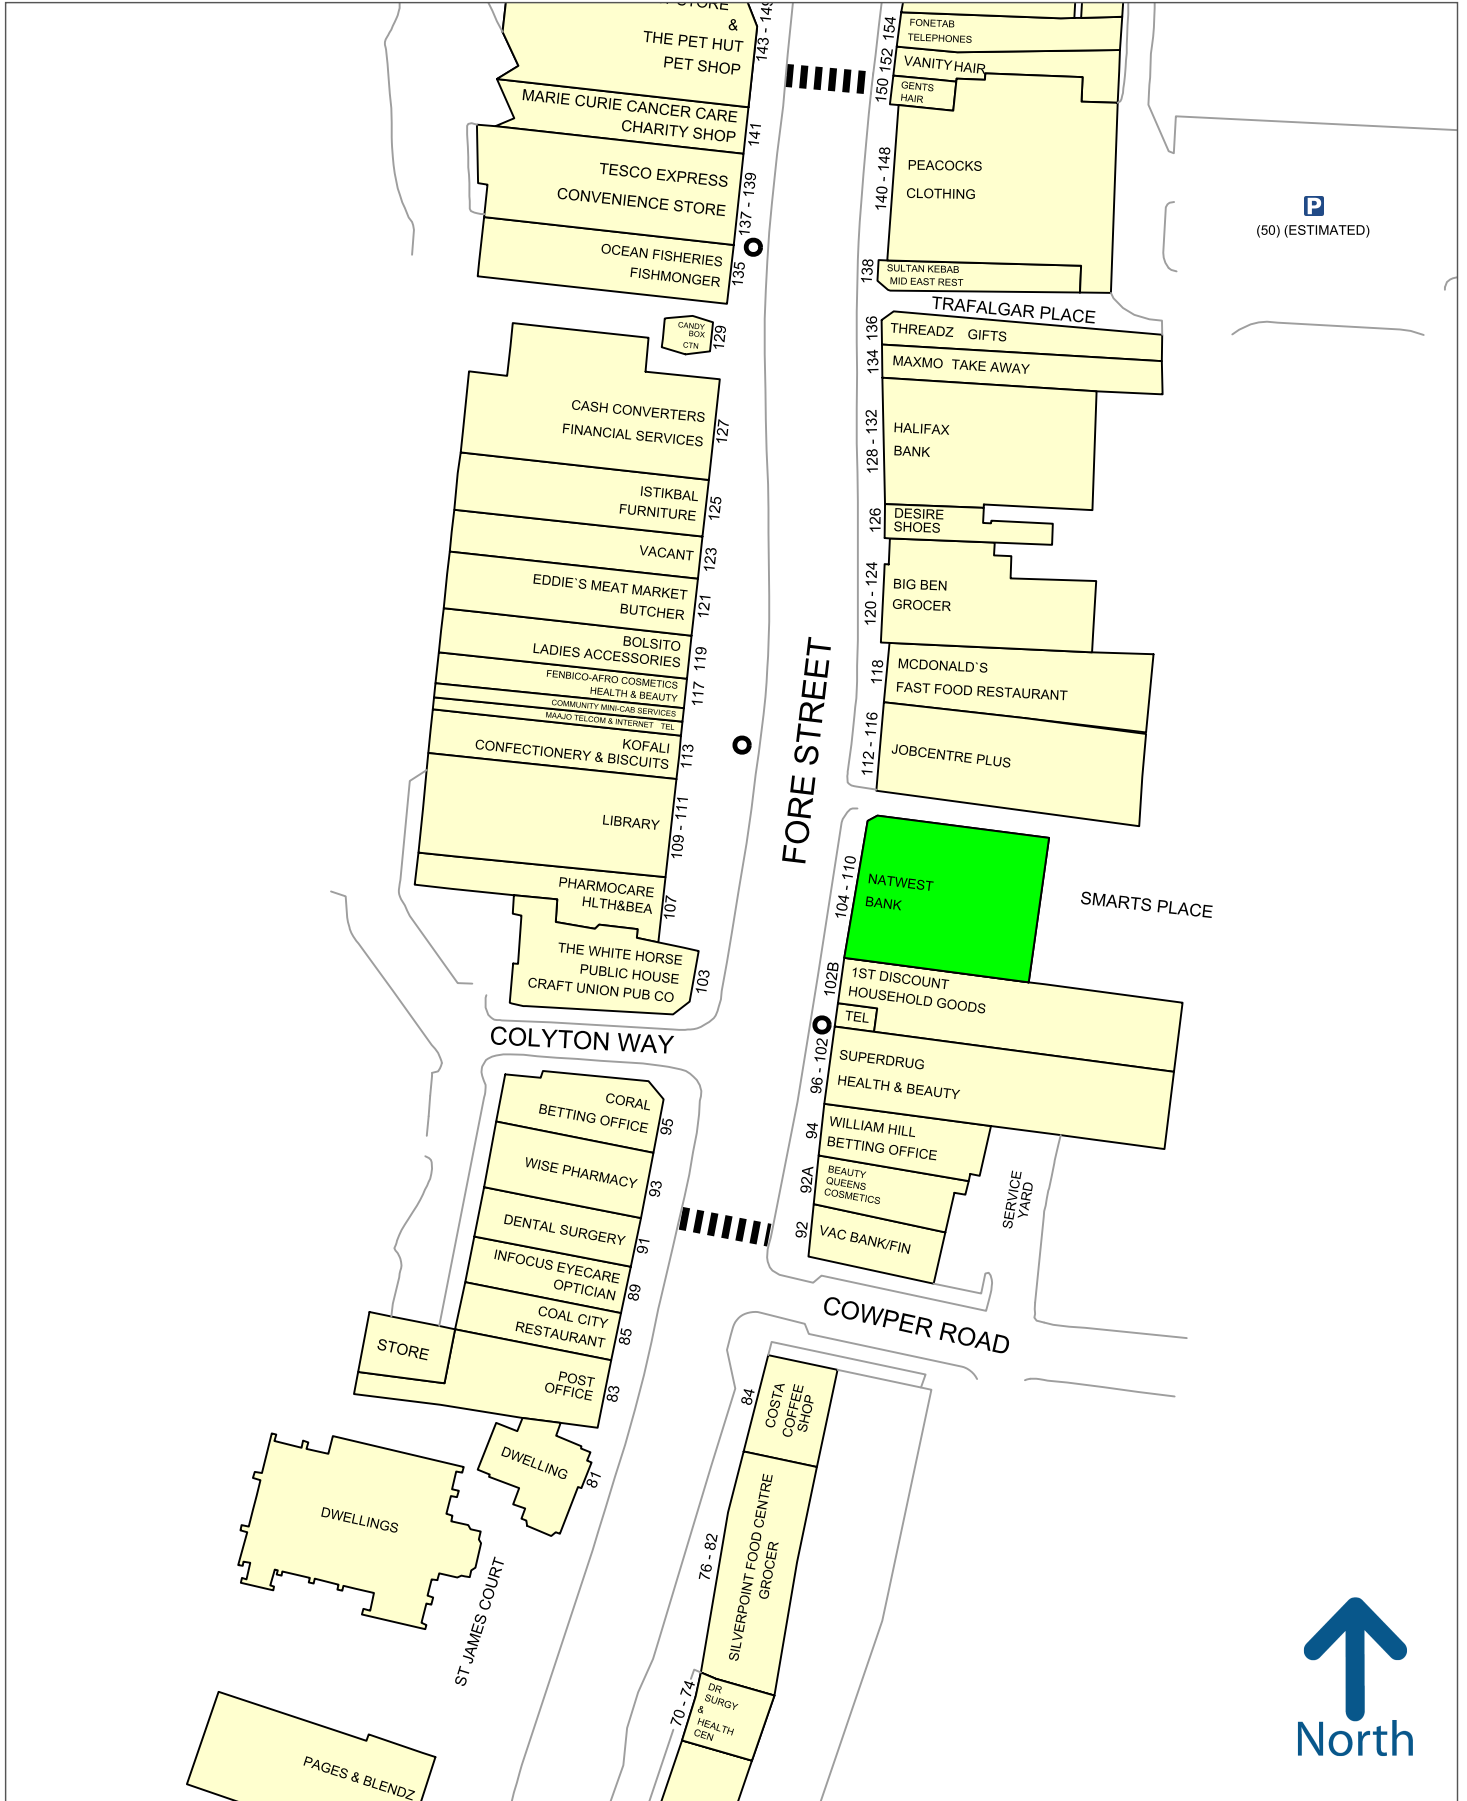 STORE
&
THE PET HUT
PET SHOP
143 - 149
MARIE CURIE CANCER CARE
CHARITY SHOP
141
TESCO EXPRESS
CONVENIENCE STORE
137 - 139
OCEAN FISHERIES
FISHMONGER
135
CANDY
BOX
CTN
129
CASH CONVERTERS
FINANCIAL SERVICES
127
ISTIKBAL
FURNITURE
125
VACANT
123
EDDIE`S MEAT MARKET
BUTCHER
121
BOLSITO
LADIES ACCESSORIES
119
FENBICO-AFRO COSMETICS
HEALTH & BEAUTY
117
COMMUNITY MINI-CAB SERVICES
MAAJO TELCOM & INTERNET TEL
KOFALI
CONFECTIONERY & BISCUITS
113
LIBRARY
109 - 111
PHARMOCARE
HLTH&BEA
107
THE WHITE HORSE
PUBLIC HOUSE
CRAFT UNION PUB CO
103
COLYTON WAY
CORAL
BETTING OFFICE
95
WISE PHARMACY
93
DENTAL SURGERY
91
INFOCUS EYECARE
OPTICIAN
89
COAL CITY
RESTAURANT
85
STORE
POST
OFFICE
83
DWELLING
81
DWELLINGS
ST JAMES COURT
PAGES & BLENDZ
FORE STREET
154
FONETAB
TELEPHONES
152
VANITY HAIR
150
GENTS
HAIR
140 - 148
PEACOCKS
CLOTHING
138
SULTAN KEBAB
MID EAST REST
P
(50) (ESTIMATED)
TRAFALGAR PLACE
136
THREADZ GIFTS
134
MAXMO TAKE AWAY
128 - 132
HALIFAX
BANK
126
DESIRE
SHOES
120 - 124
BIG BEN
GROCER
118
MCDONALD`S
FAST FOOD RESTAURANT
112 - 116
JOBCENTRE PLUS
104 - 110
NATWEST
BANK
SMARTS PLACE
102B
1ST DISCOUNT
HOUSEHOLD GOODS
TEL
96 - 102
SUPERDRUG
HEALTH & BEAUTY
94
WILLIAM HILL
BETTING OFFICE
92A
BEAUTY
QUEENS
COSMETICS
92
VAC BANK/FIN
SERVICE
YARD
COWPER ROAD
84
COSTA
COFFEE
SHOP
76 - 82
SILVERPOINT FOOD CENTRE
GROCER
70 - 74
DR
SURGY
&
HEALTH
CEN
North